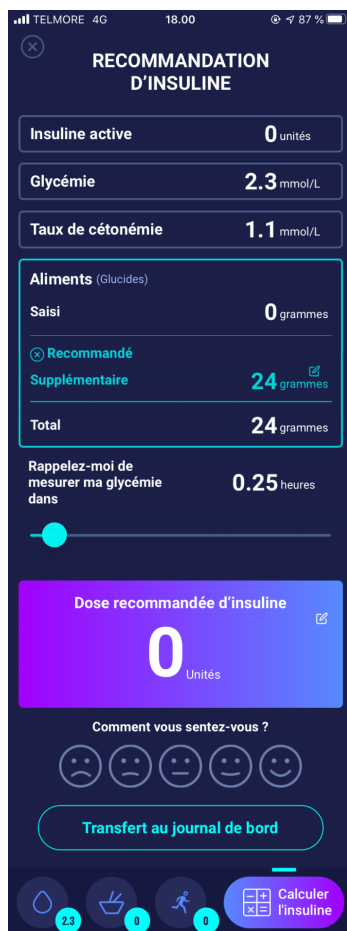 TELMORE 4G 18.00 87 %
RECOMMANDATION
D'INSULINE
Insuline active 0 unités
Glycémie 2.3 mmol/L
Taux de cétonémie 1.1 mmol/L
Aliments (Glucides)
Saisi 0 grammes
Recommandé
Supplémentaire 24 grammes
Total 24 grammes
Rappelez-moi de
mesurer ma glycémie
dans
0.25 heures
Dose recommandée d'insuline
0 Unités
Comment vous sentez-vous ?
Transfert au journal de bord
2.3 0 0
Calculer
l'insuline